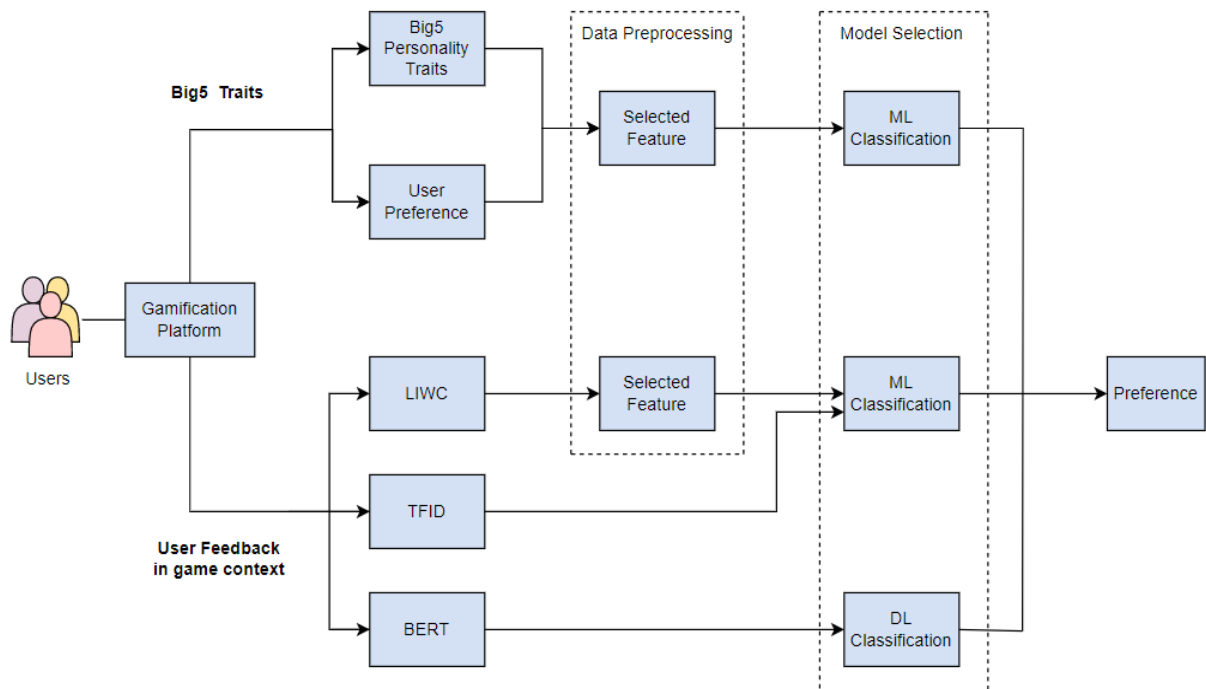 Big5
Personality
Traits
Data Preprocessing
Model Selection
Big5 Traits
Selected
Feature
ML
Classification
User
Preference
Gamification
Platform
Users
LIWC
Selected
Feature
ML
Classification
Preference
TFID
User Feedback
in game context
BERT
DL
Classification